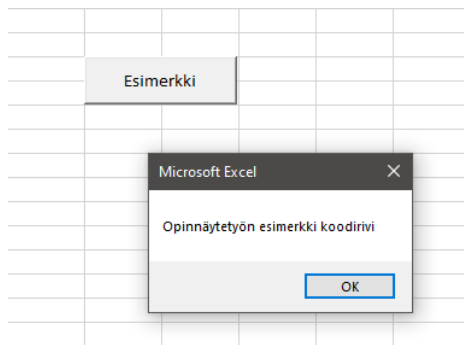 Esimerkki
Microsoft Excel
Opinnäytetyön esimerkki koodirivi
OK